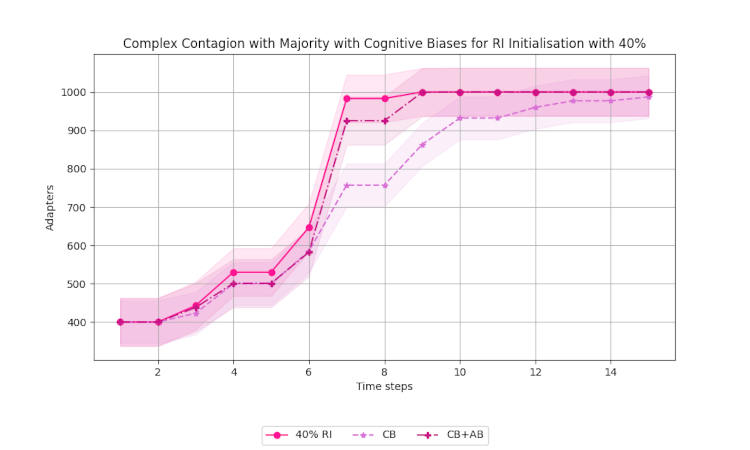 Complex Contagion with Majority with Cognitive Biases for RI Initialisation with 40%
1000
900
800
700
600
500
400
Adapters
2 4 6 8 10 12 14
Time steps
40% RI CB CB+AB